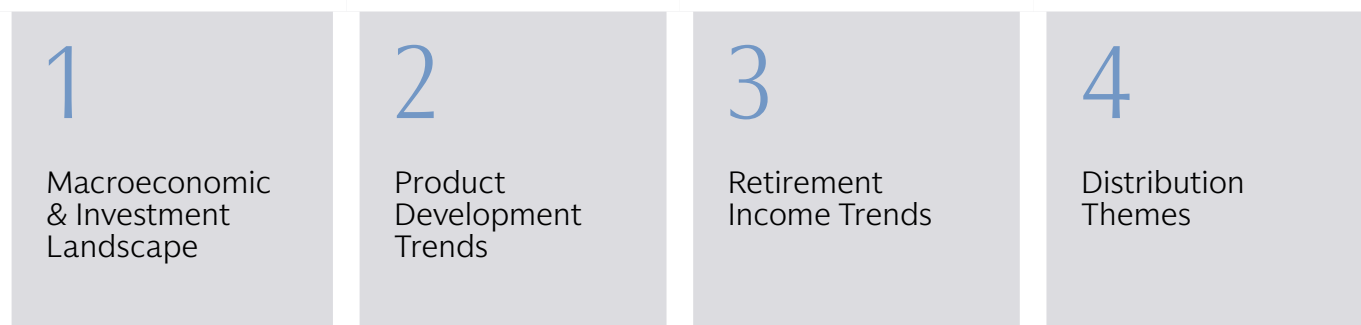 1
Macroeconomic
& Investment
Landscape
2
Product
Development
Trends
3
Retirement
Income Trends
4
Distribution
Themes